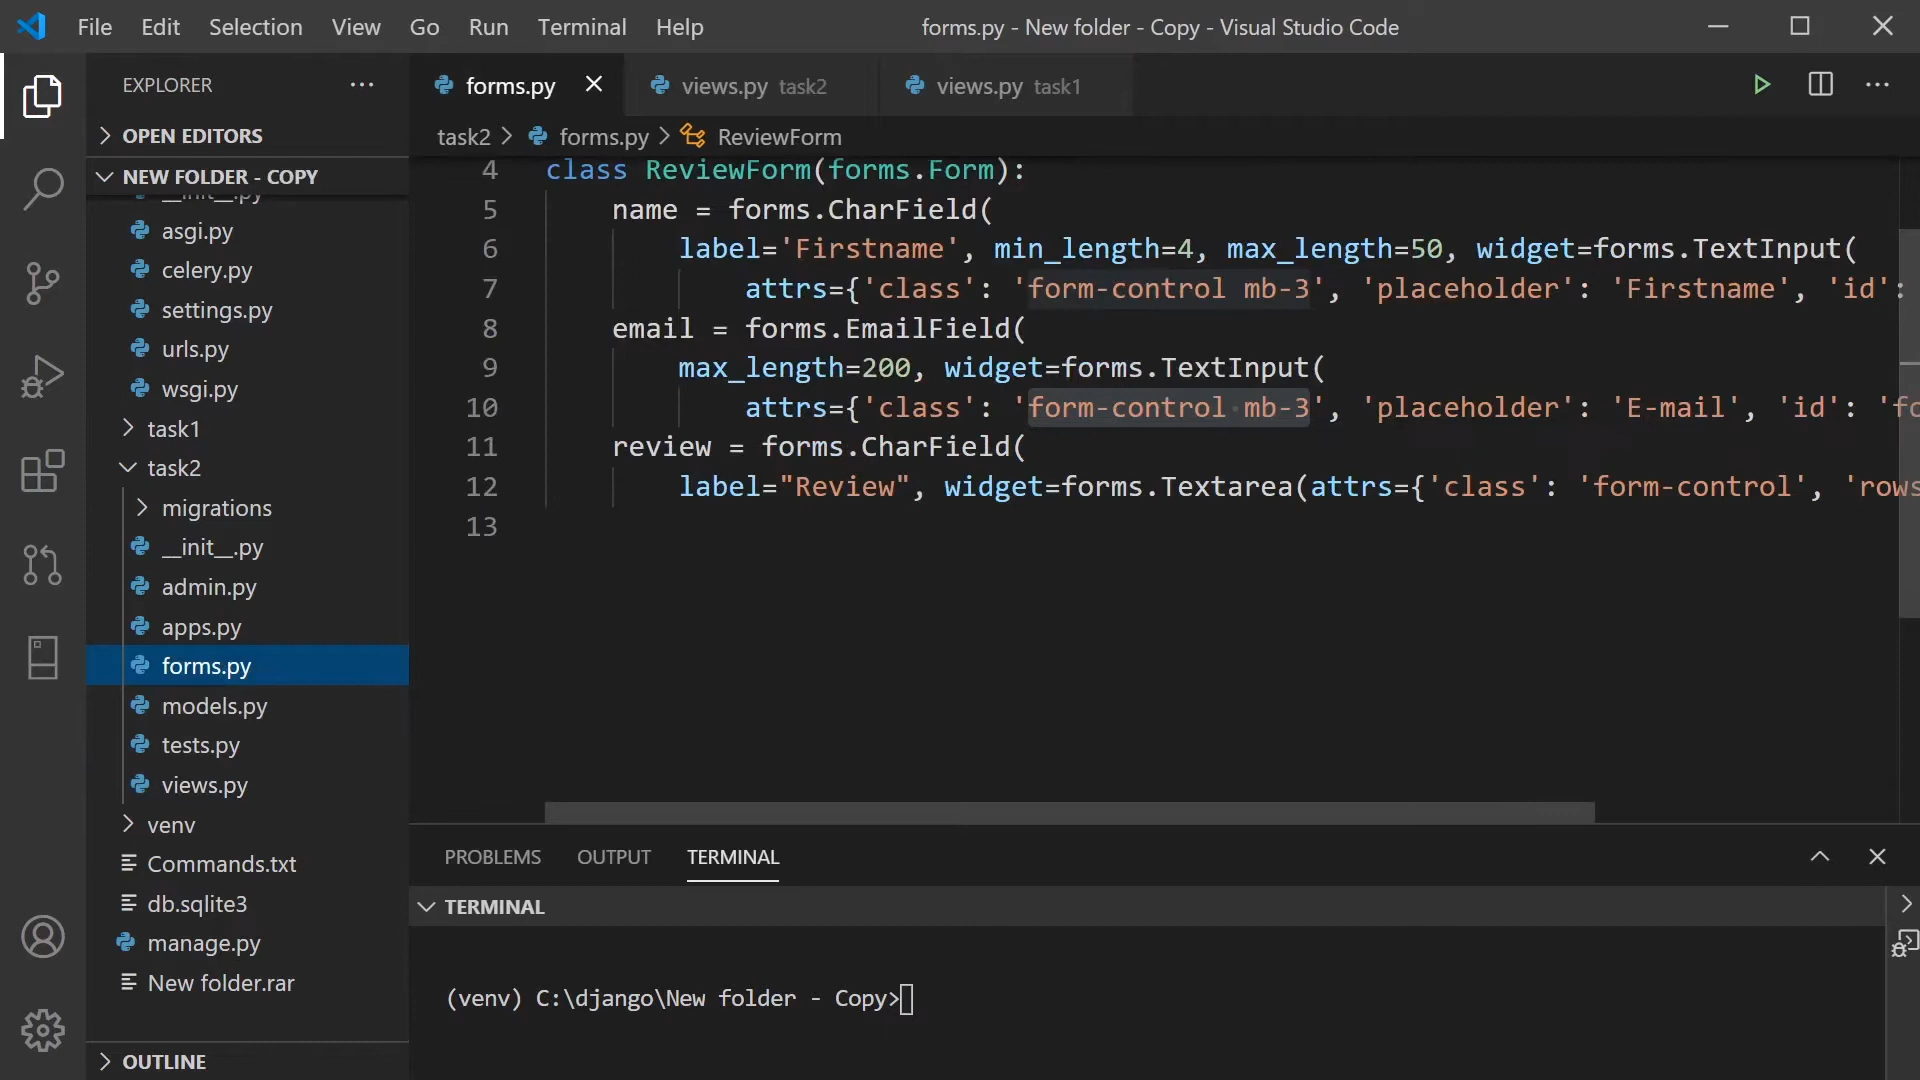 File Edit Selection View Go Run Terminal Help
forms.py - New folder - Copy - Visual Studio Code
EXPLORER
OPEN EDITORS
NEW FOLDER - COPY
__init__.py
asgi.py
celery.py
settings.py
urls.py
wsgi.py
task1
task2
migrations
__init__.py
admin.py
apps.py
forms.py
models.py
tests.py
views.py
venv
Commands.txt
db.sqlite3
manage.py
New folder.rar
OUTLINE
forms.py
views.py task2
views.py task1
task2 > forms.py > ReviewForm
4 class ReviewForm(forms.Form):
5 name = forms.CharField(
6 label='Firstname', min_length=4, max_length=50, widget=forms.TextInput(
7 attrs={'class': 'form-control mb-3', 'placeholder': 'Firstname', 'id':
8 email = forms.EmailField(
9 max_length=200, widget=forms.TextInput(
10 attrs={'class': 'form-control mb-3', 'placeholder': 'E-mail', 'id': 'fo
11 review = forms.CharField(
12 label="Review", widget=forms.Textarea(attrs={'class': 'form-control', 'rows
13
PROBLEMS OUTPUT TERMINAL
TERMINAL
(venv) C:\django\New folder - Copy>